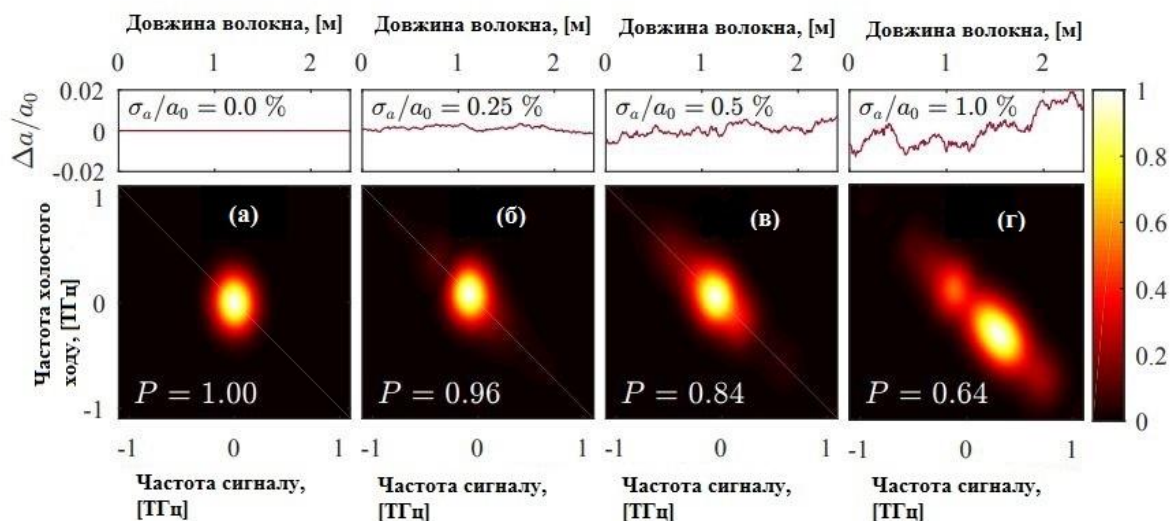 Довжина волокна, [м]
Довжина волокна, [м]
Довжина волокна, [м]
Довжина волокна, [м]
0 1 2
0 1 2
0 1 2
0 1 2
0.02
0
-0.02
Δa/a₀
σₐ/a₀ = 0.0 %
σₐ/a₀ = 0.25 %
σₐ/a₀ = 0.5 %
σₐ/a₀ = 1.0 %
1
0
-1
Частота холостого
ходу, [ТГц]
(а)
(б)
(в)
(г)
P = 1.00
P = 0.96
P = 0.84
P = 0.64
1
0.8
0.6
0.4
0.2
0
-1 0 1
-1 0 1
-1 0 1
-1 0 1
Частота сигналу,
[ТГц]
Частота сигналу,
[ТГц]
Частота сигналу,
[ТГц]
Частота сигналу,
[ТГц]